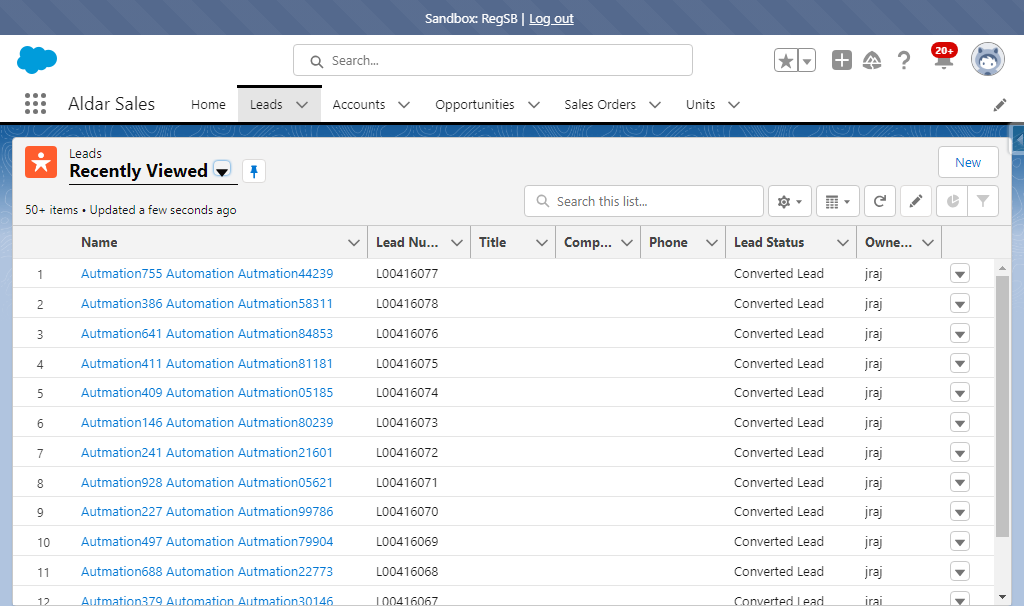 Sandbox: RegSB | Log out
Search...
20+
Aldar Sales Home Leads Accounts Opportunities Sales Orders Units
Leads
Recently Viewed
New
50+ items • Updated a few seconds ago
Search this list...
Name Lead Nu... Title Comp... Phone Lead Status Owne...
1 Autmation755 Automation Autmation44239 L00416077 Converted Lead jraj
2 Autmation386 Automation Autmation58311 L00416078 Converted Lead jraj
3 Autmation641 Automation Autmation84853 L00416076 Converted Lead jraj
4 Autmation411 Automation Autmation81181 L00416075 Converted Lead jraj
5 Autmation409 Automation Autmation05185 L00416074 Converted Lead jraj
6 Autmation146 Automation Autmation80239 L00416073 Converted Lead jraj
7 Autmation241 Automation Autmation21601 L00416072 Converted Lead jraj
8 Autmation928 Automation Autmation05621 L00416071 Converted Lead jraj
9 Autmation227 Automation Autmation99786 L00416070 Converted Lead jraj
10 Autmation497 Automation Autmation79904 L00416069 Converted Lead jraj
11 Autmation688 Automation Autmation22773 L00416068 Converted Lead jraj
12 Autmation379 Automation Autmation30146 L00416067 Converted Lead jraj